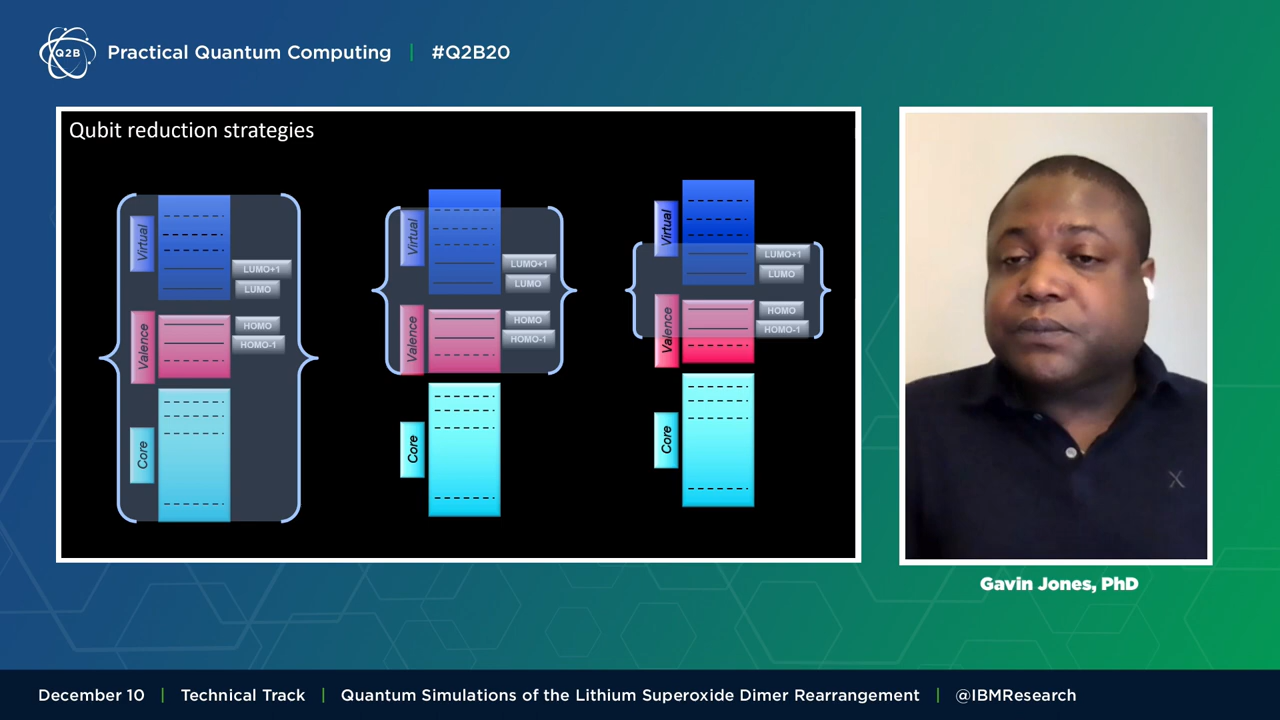 Q2B
Practical Quantum Computing | #Q2B20
Qubit reduction strategies
Virtual
LUMO+1
LUMO
Valence
HOMO
HOMO-1
Core
Virtual
LUMO+1
LUMO
Valence
HOMO
HOMO-1
Core
Virtual
LUMO+1
LUMO
Valence
HOMO
HOMO-1
Core
X
Gavin Jones, PhD
December 10 | Technical Track | Quantum Simulations of the Lithium Superoxide Dimer Rearrangement | @IBMResearch